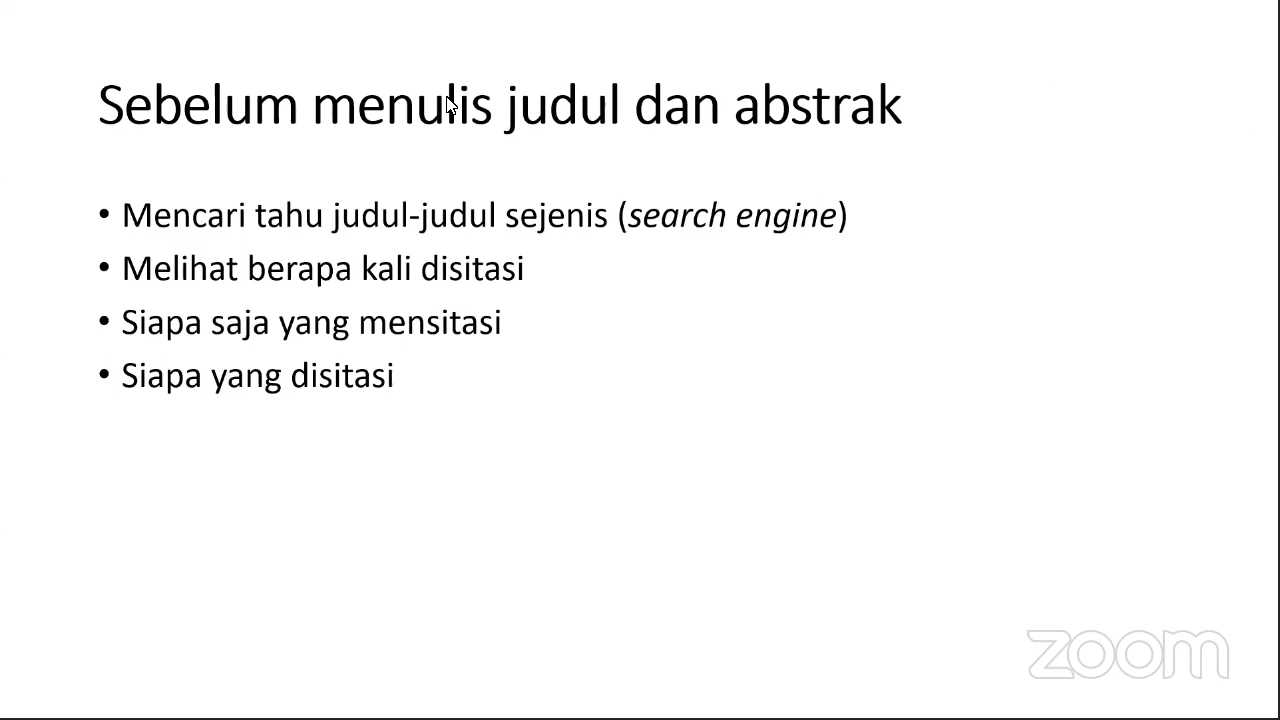 Sebelum menulis judul dan abstrak
• Mencari tahu judul-judul sejenis (search engine)
• Melihat berapa kali disitasi
• Siapa saja yang mensitasi
• Siapa yang disitasi
zoom